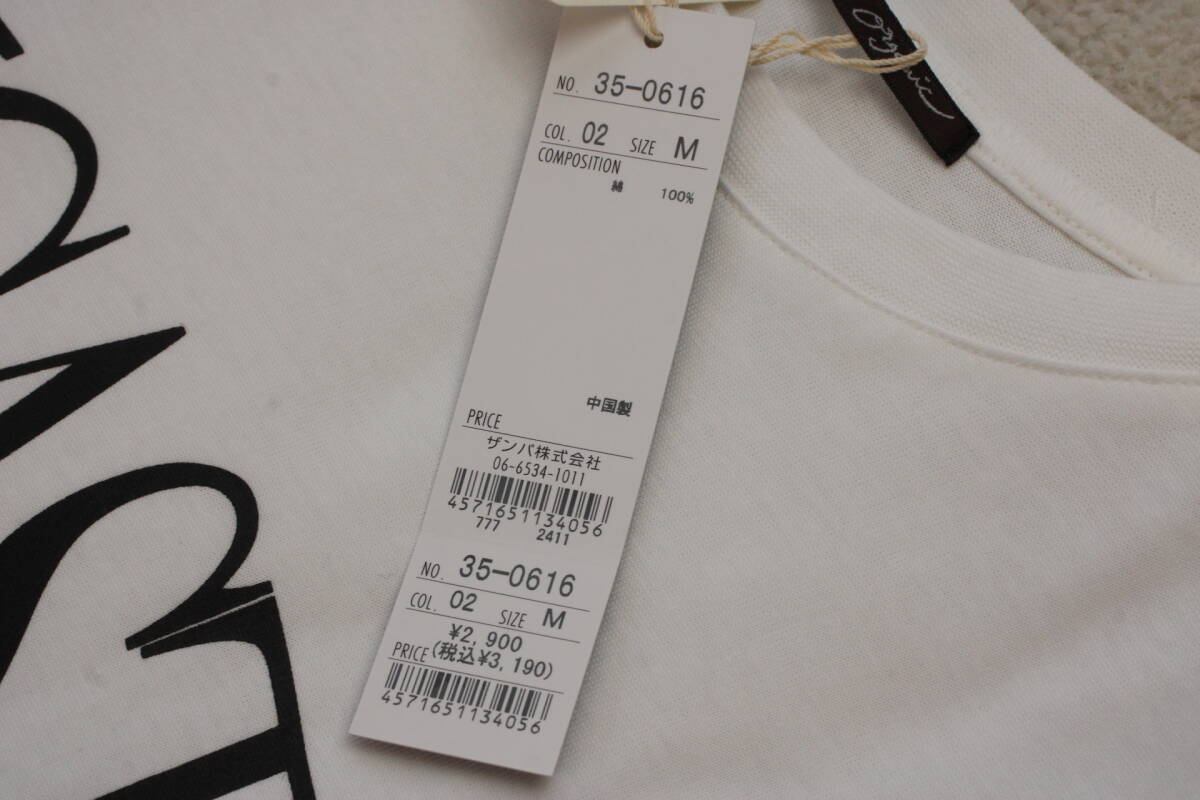 Organic
NO. 35-0616
COL. 02 SIZE M
COMPOSITION
綿 100%
中国製
PRICE
ザンパ株式会社
06-6534-1011
4571651134056
777 2411
NO. 35-0616
COL. 02 SIZE M
¥2,900
PRICE (税込¥3,190)
4571651134056